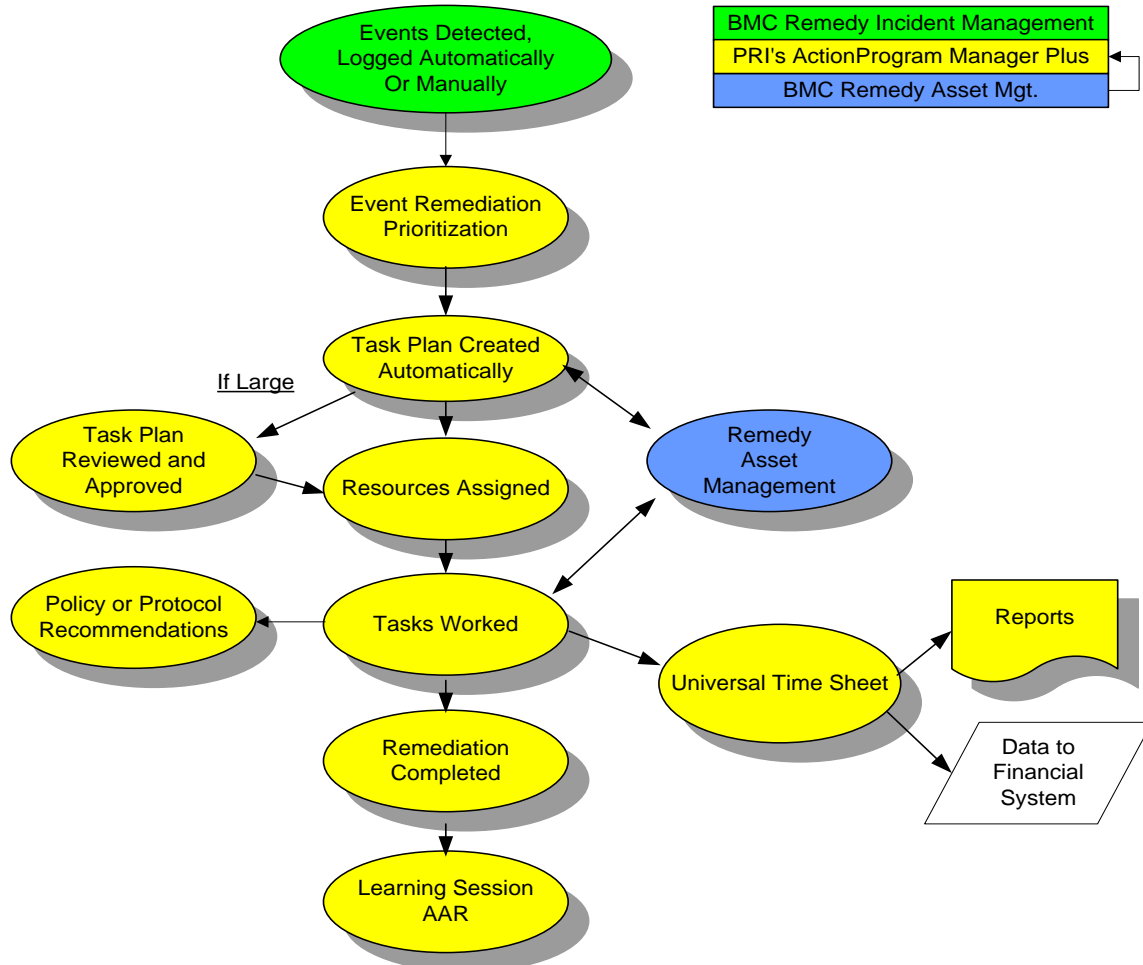 Events Detected,
Logged Automatically
Or Manually
BMC Remedy Incident Management
PRI's ActionProgram Manager Plus
BMC Remedy Asset Mgt.
Event Remediation
Prioritization
Task Plan Created
Automatically
If Large
Task Plan
Reviewed and
Approved
Resources Assigned
Remedy
Asset
Management
Policy or Protocol
Recommendations
Tasks Worked
Universal Time Sheet
Reports
Data to
Financial
System
Remediation
Completed
Learning Session
AAR